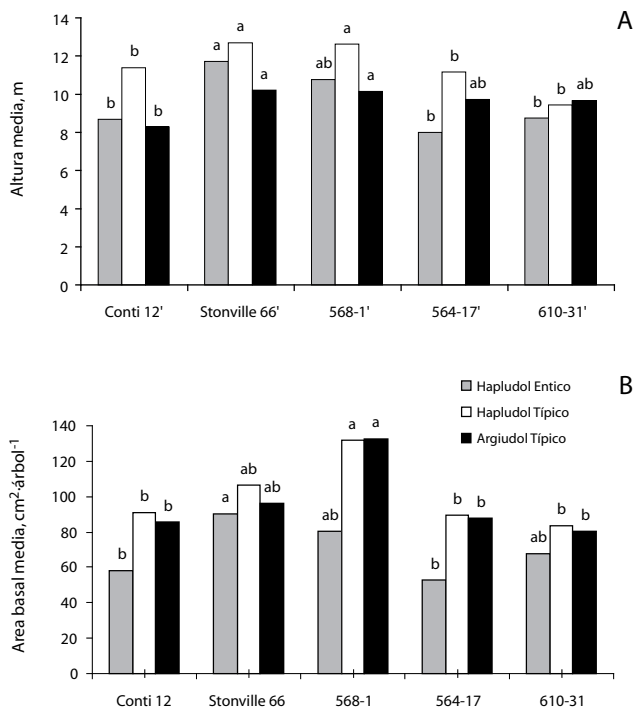 A
Altura media, m
14
12
10
8
6
4
2
0
b b b
a a a
ab a a
b b ab
b b ab
Conti 12' Stonville 66' 568-1' 564-17' 610-31'
B
Hapludol Entico
Hapludol Típico
Argiudol Típico
Area basal media, cm²·árbol⁻¹
140
120
100
80
60
40
20
0
b b b
a ab ab
ab a a
b b b
ab b b
Conti 12 Stonville 66 568-1 564-17 610-31